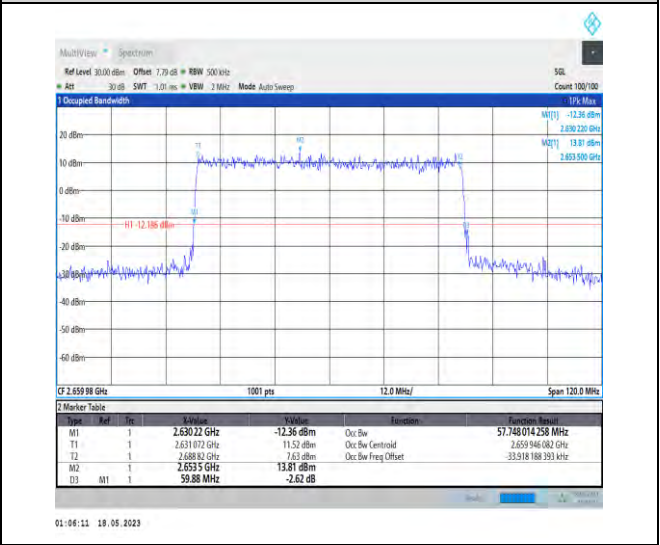 MultiView Spectrum
Ref Level 30.00 dBm Offset 7.79 dB RBW 500 kHz SGL
Att 30 dB SWT 1.01 ms VBW 2 MHz Mode Auto Sweep Count 100/100
1 Occupied Bandwidth 1Pk Max
M1[1] -12.36 dBm
2.630 220 GHz
M2[1] 13.81 dBm
2.653 500 GHz
20 dBm
10 dBm
0 dBm
-10 dBm
H1 -12.186 dBm
-20 dBm
-30 dBm
-40 dBm
-50 dBm
-60 dBm
T1
M2
T2
M1
CF 2.659 98 GHz 1001 pts 12.0 MHz/ Span 120.0 MHz
2 Marker Table
Type Ref Trc X-Value Y-Value Function Function Result
M1 1 2.63022 GHz -12.36 dBm Occ Bw 57.748 014 258 MHz
T1 1 2.631 072 GHz 11.52 dBm Occ Bw Centroid 2.659 946 082 GHz
T2 1 2.688 82 GHz 7.63 dBm Occ Bw Freq Offset -33.918 188 393 kHz
M2 1 2.653 5 GHz 13.81 dBm
D3 M1 1 59.88 MHz -2.62 dB
01:06:11 18.05.2023